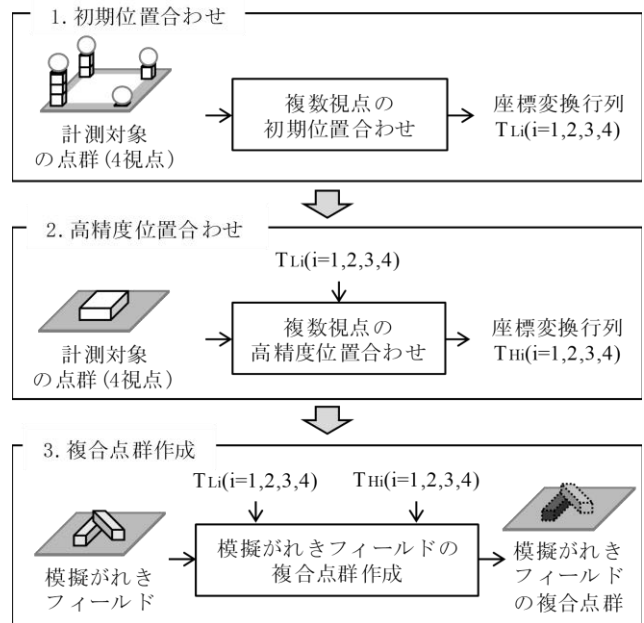 1.初期位置合わせ
計測対象
の点群(4視点)
複数視点の
初期位置合わせ
座標変換行列
TLi(i=1,2,3,4)
2.高精度位置合わせ
TLi(i=1,2,3,4)
計測対象
の点群(4視点)
複数視点の
高精度位置合わせ
座標変換行列
THi(i=1,2,3,4)
3.複合点群作成
TLi(i=1,2,3,4)
THi(i=1,2,3,4)
模擬がれき
フィールド
模擬がれきフィールドの
複合点群作成
模擬がれき
フィールド
の複合点群